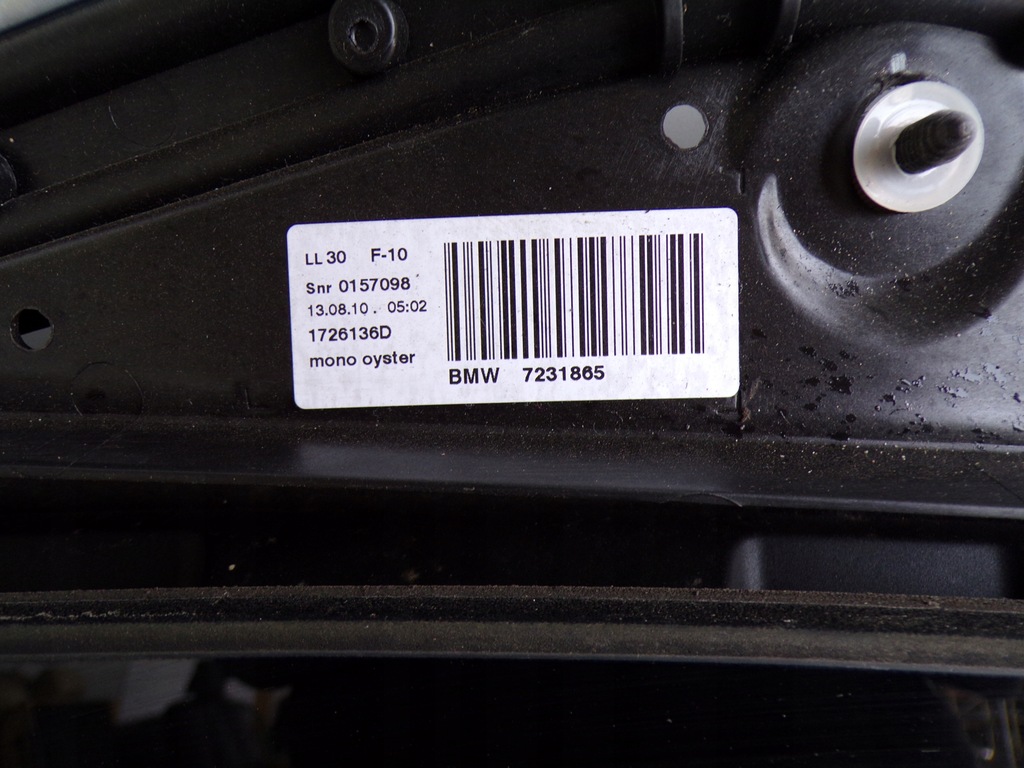 LL 30 F-10
Snr 0157098
13.08.10 . 05:02
1726136D
mono oyster
BMW 7231865